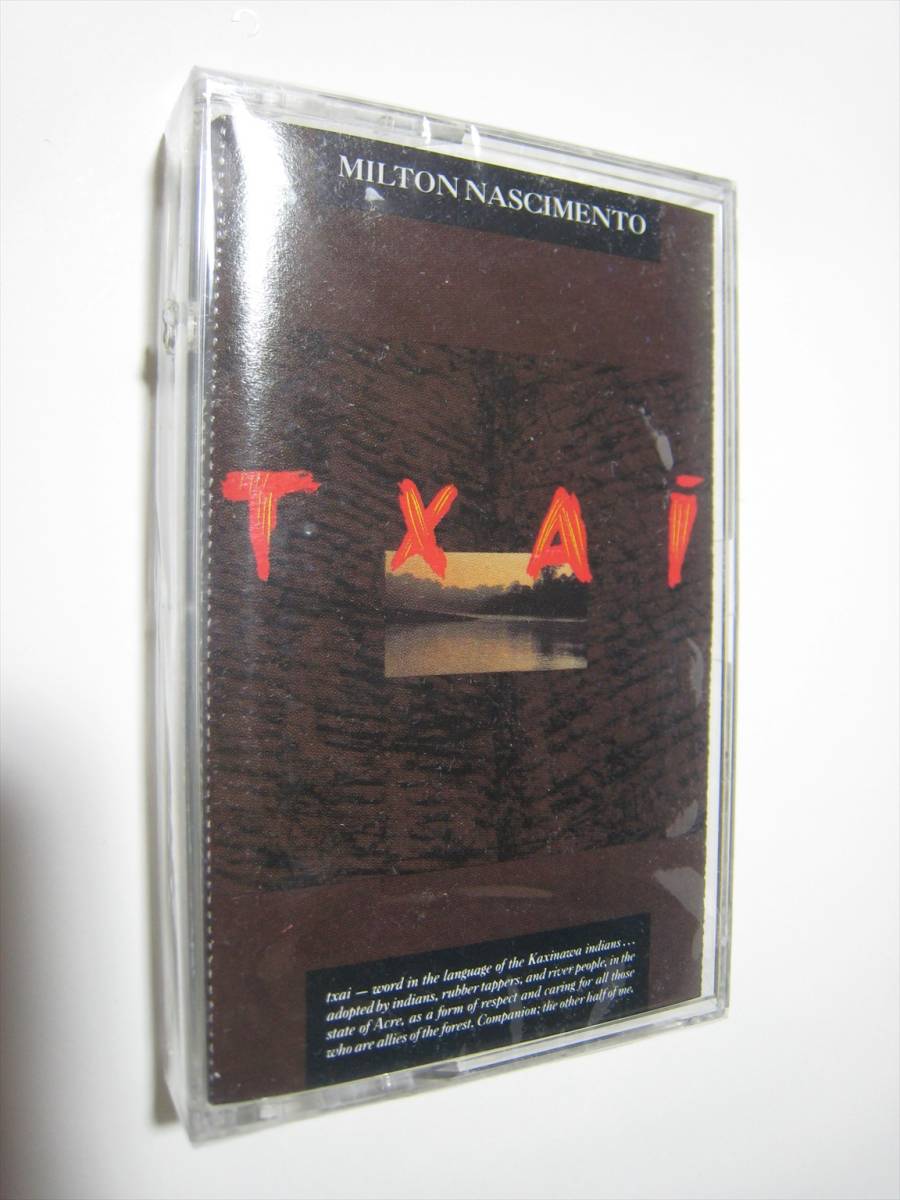 MILTON NASCIMENTO
TXAI
txai — word in the language of the Kaxinawa indians...
adopted by indians, rubber tappers, and river people, in the
state of Acre, as a form of respect and caring for all those
who are allies of the forest. Companion; the other half of me.